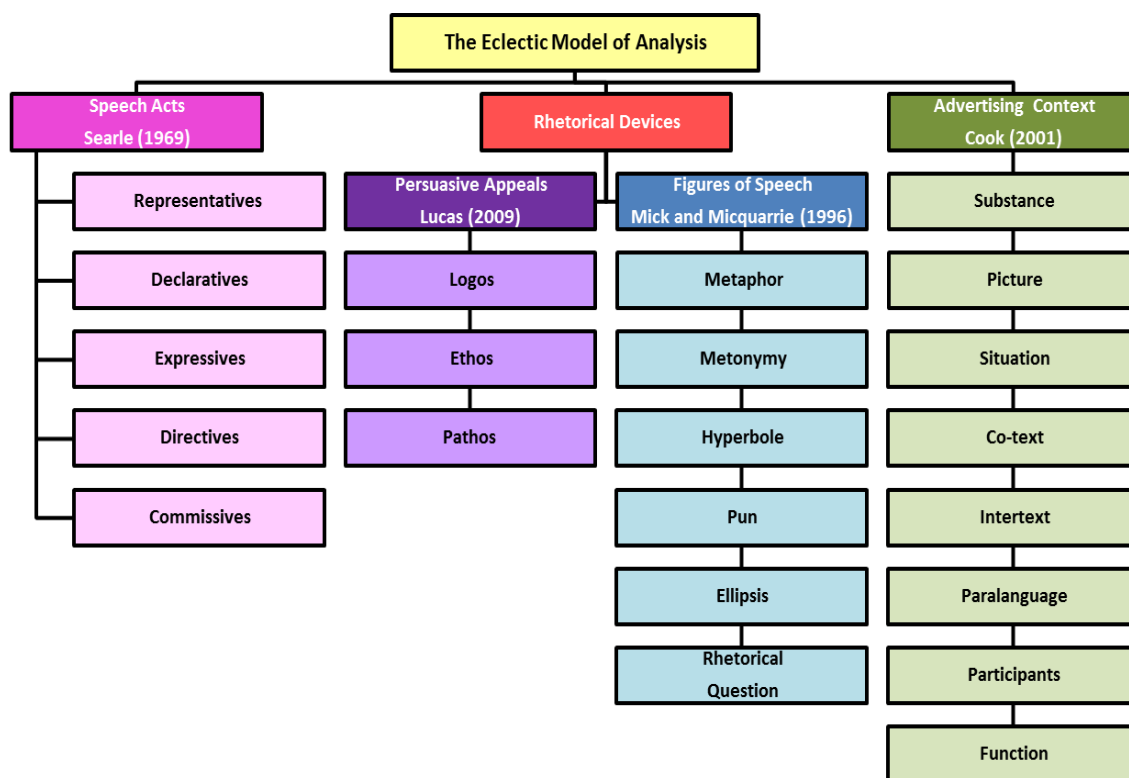 The Eclectic Model of Analysis
Speech Acts
Searle (1969)
Representatives
Declaratives
Expressives
Directives
Commissives
Rhetorical Devices
Persuasive Appeals
Lucas (2009)
Logos
Ethos
Pathos
Figures of Speech
Mick and Micquarrie (1996)
Metaphor
Metonymy
Hyperbole
Pun
Ellipsis
Rhetorical
Question
Advertising Context
Cook (2001)
Substance
Picture
Situation
Co-text
Intertext
Paralanguage
Participants
Function